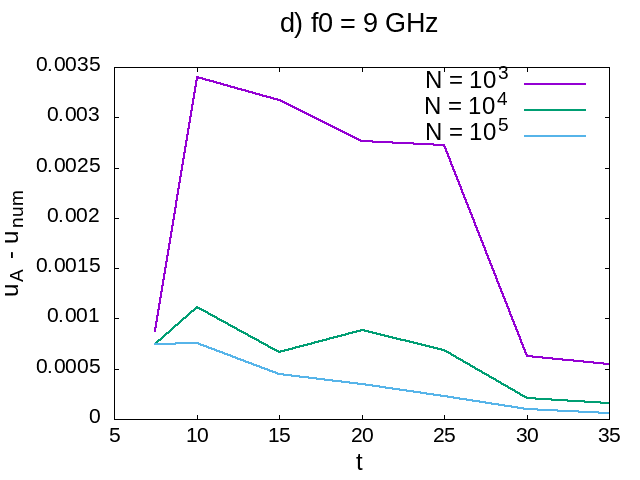 d) f0 = 9 GHz
0.0035
0.003
0.0025
0.002
0.0015
0.001
0.0005
0
u_A - u_num
N = 10^3
N = 10^4
N = 10^5
5 10 15 20 25 30 35
t